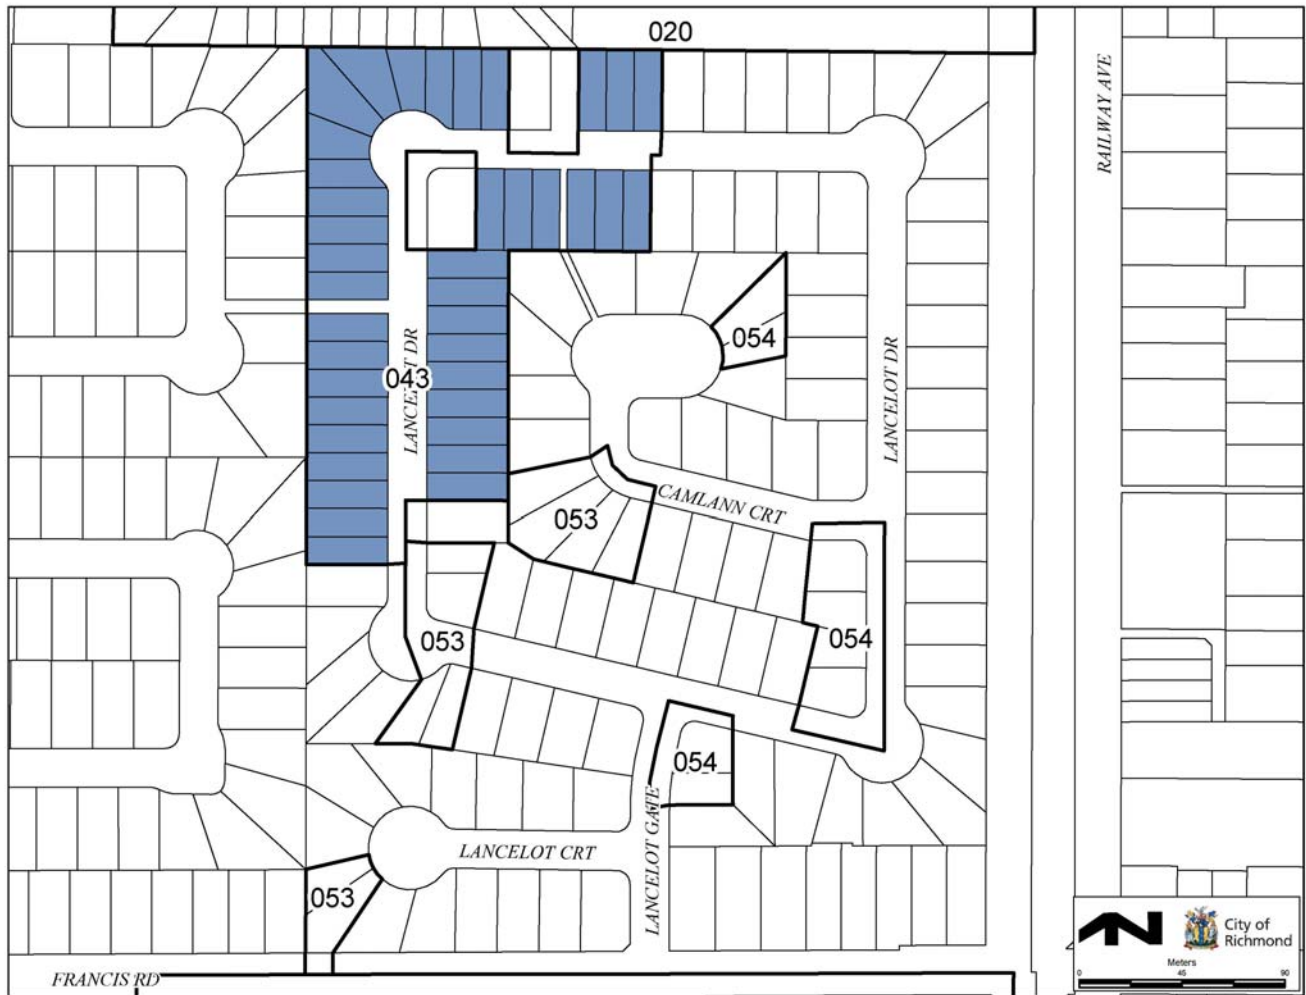 020
RAILWAY AVE
054
LANCELOT DR
LANCELOT DR
043
CAMLANN CRT
053
053
054
054
LANCELOT GATE
LANCELOT CRT
053
City of
Richmond
Meters
0 45 90
FRANCIS RD